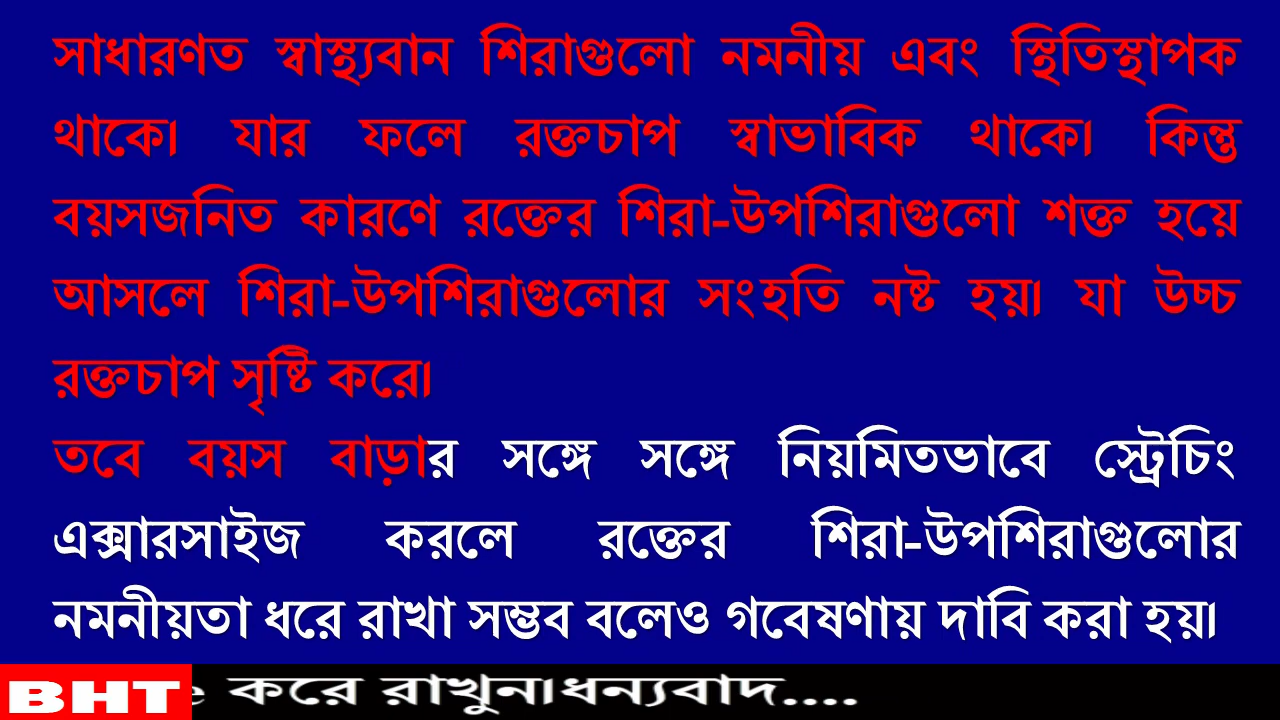 সাধারণত স্বাস্থ্যবান শিরাগুলো নমনীয় এবং স্থিতিস্থাপক
থাকে। যার ফলে রক্তচাপ স্বাভাবিক থাকে। কিন্তু
বয়সজনিত কারণে রক্তের শিরা-উপশিরাগুলো শক্ত হয়ে
আসলে শিরা-উপশিরাগুলোর সংহতি নষ্ট হয়। যা উচ্চ
রক্তচাপ সৃষ্টি করে।
তবে বয়স বাড়ার সঙ্গে সঙ্গে নিয়মিতভাবে স্ট্রেচিং
এক্সারসাইজ করলে রক্তের শিরা-উপশিরাগুলোর
নমনীয়তা ধরে রাখা সম্ভব বলেও গবেষণায় দাবি করা হয়।
BHT করে রাখুন।ধন্যবাদ....